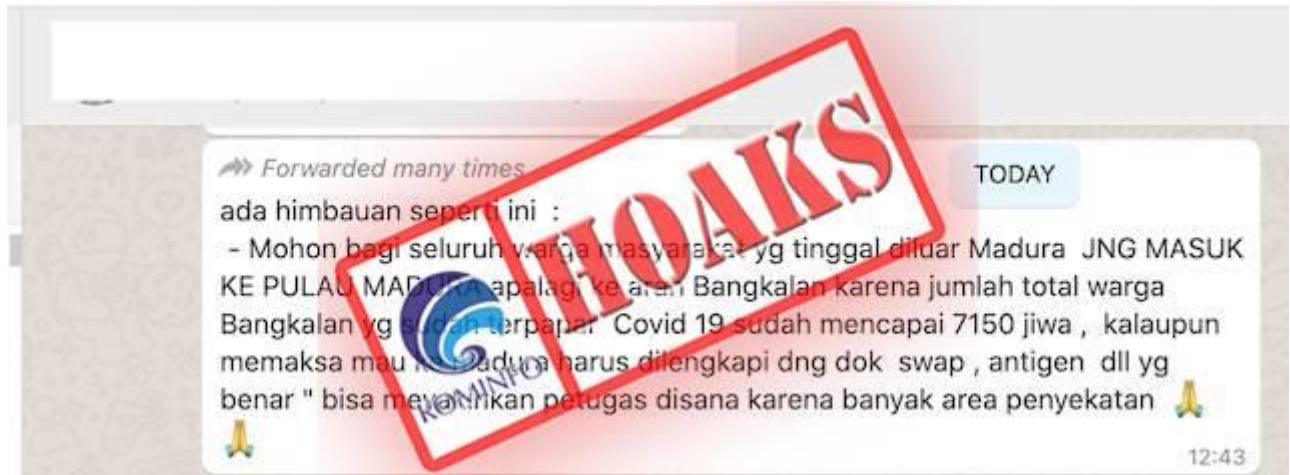 Forwarded many times
TODAY
ada himbauan seperti ini :
- Mohon bagi seluruh warga masyarakat yg tinggal diluar Madura JNG MASUK
KE PULAU MADURA apalagi ke arah Bangkalan karena jumlah total warga
Bangkalan yg sudah terpapar Covid 19 sudah mencapai 7150 jiwa , kalaupun
memaksa mau ke madura harus dilengkapi dng dok swap , antigen dll yg
benar " bisa meyakinkan petugas disana karena banyak area penyekatan 🙏
🙏
12:43
KOMINFO
HOAKS